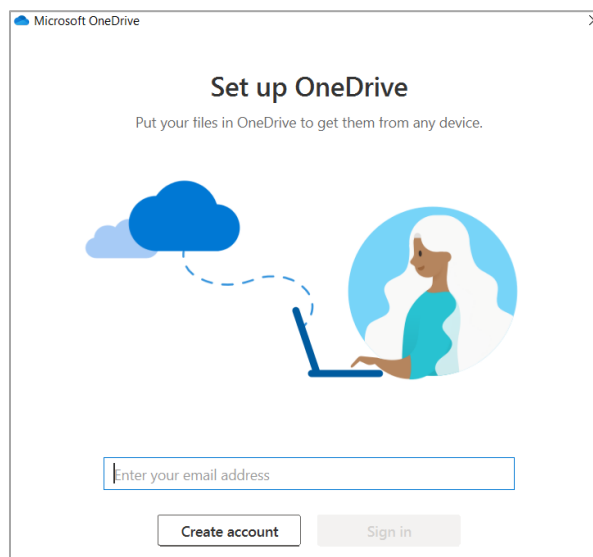 Microsoft OneDrive
Set up OneDrive
Put your files in OneDrive to get them from any device.
Enter your email address
Create account
Sign in